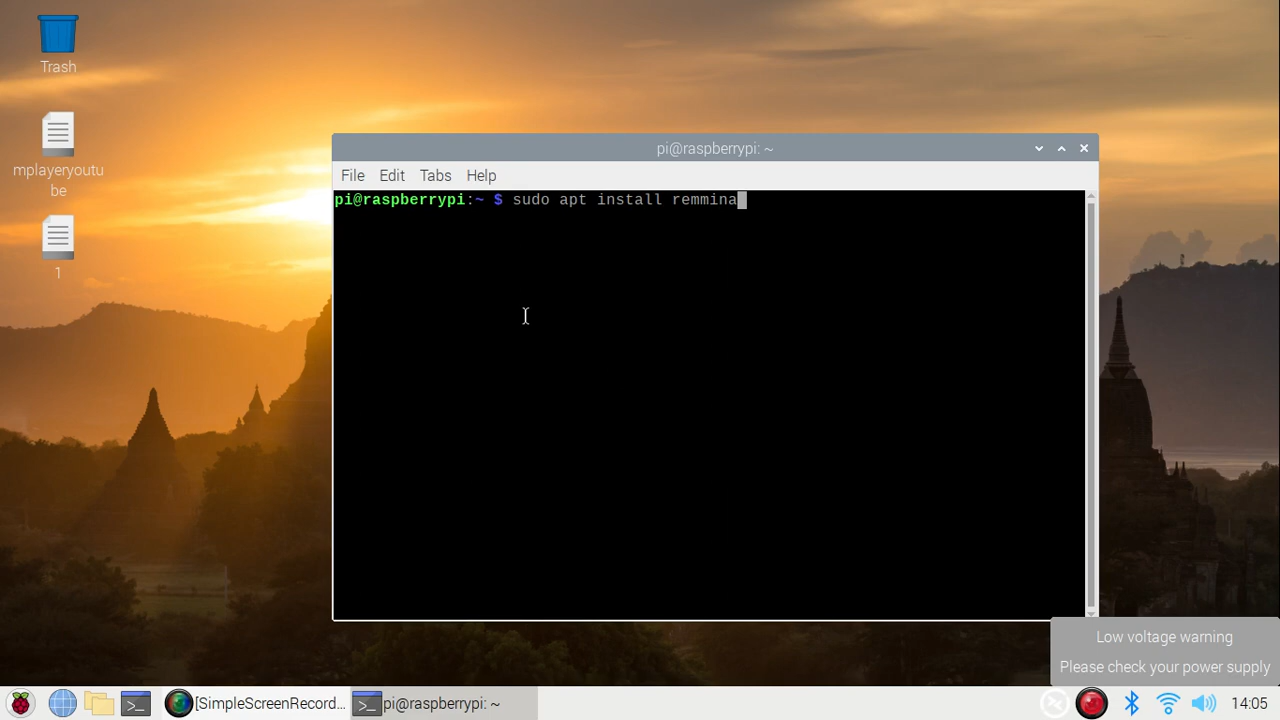 Trash
mplayeryoutu
be
1
pi@raspberrypi: ~
File Edit Tabs Help
pi@raspberrypi:~ $ sudo apt install remmina
Low voltage warning
Please check your power supply
[SimpleScreenRecord...
pi@raspberrypi: ~
14:05